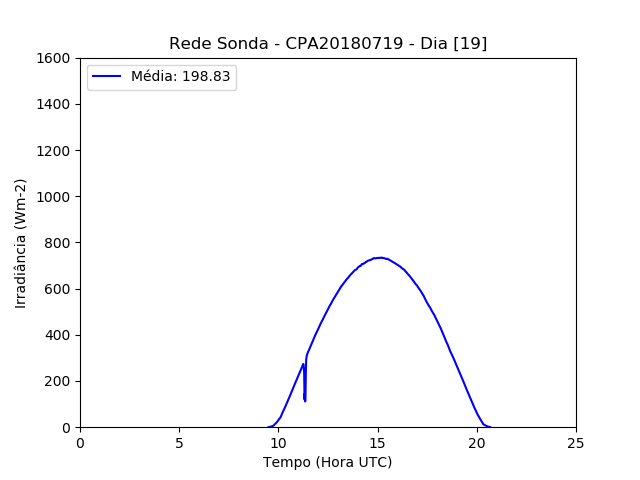 Rede Sonda - CPA20180719 - Dia [19]
Média: 198.83
1600
1400
1200
1000
800
600
400
200
0
Irradiância (Wm-2)
0 5 10 15 20 25
Tempo (Hora UTC)